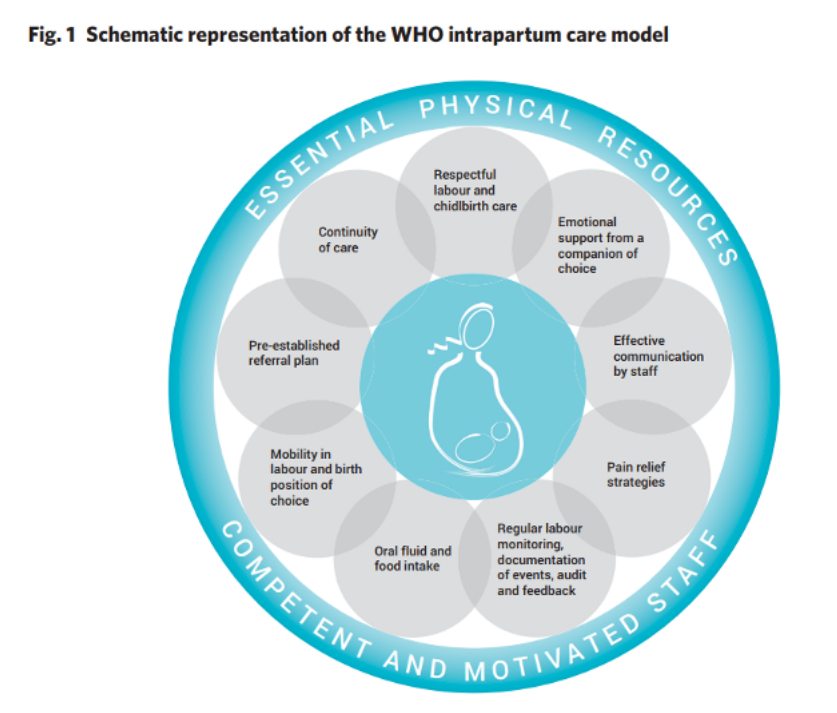 Fig. 1 Schematic representation of the WHO intrapartum care model
ESSENTIAL PHYSICAL RESOURCES
Respectful
labour and
chidlbirth care
Emotional
support from a
companion of
choice
Effective
communication
by staff
Pain relief
strategies
Regular labour
monitoring,
documentation
of events, audit
and feedback
Oral fluid and
food intake
Mobility in
labour and birth
position of
choice
Pre-established
referral plan
Continuity
of care
COMPETENT AND MOTIVATED STAFF